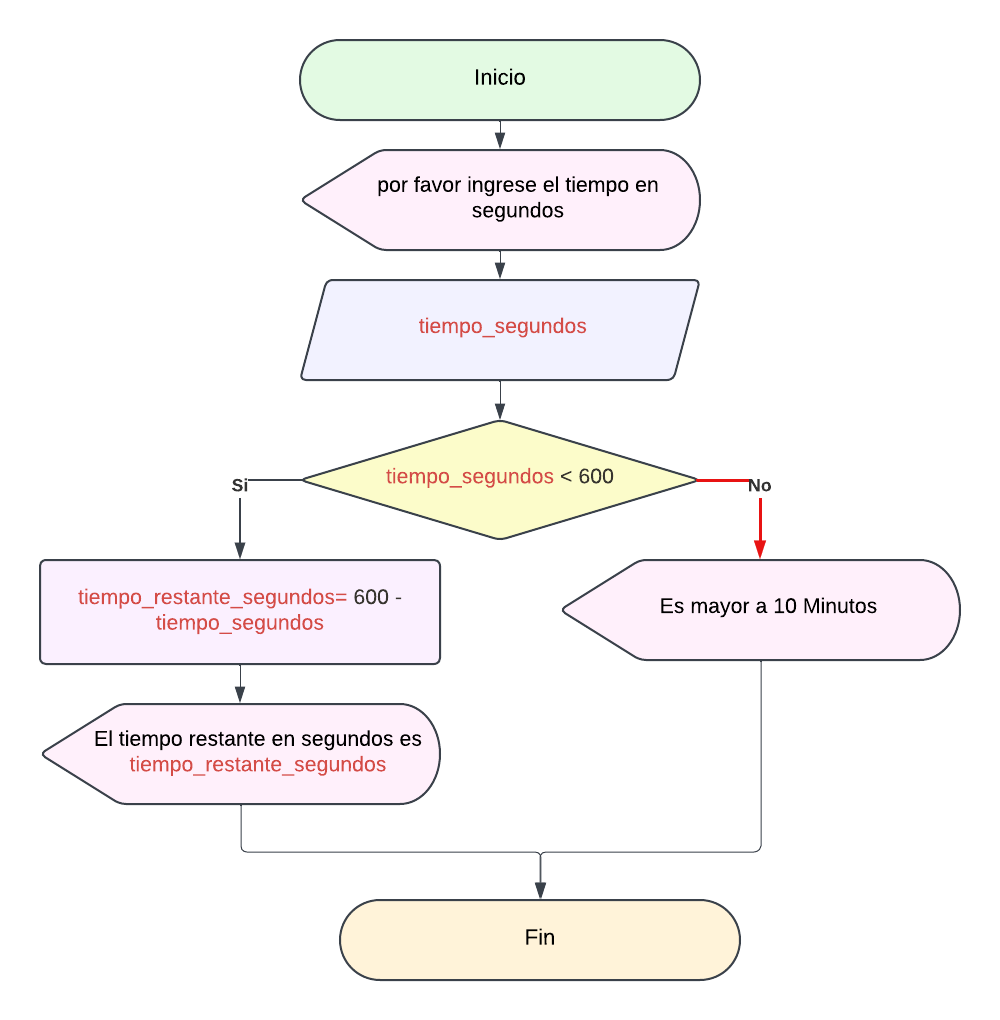 Inicio
por favor ingrese el tiempo en
segundos
tiempo_segundos
tiempo_segundos < 600
Si
No
tiempo_restante_segundos= 600 -
tiempo_segundos
Es mayor a 10 Minutos
El tiempo restante en segundos es
tiempo_restante_segundos
Fin